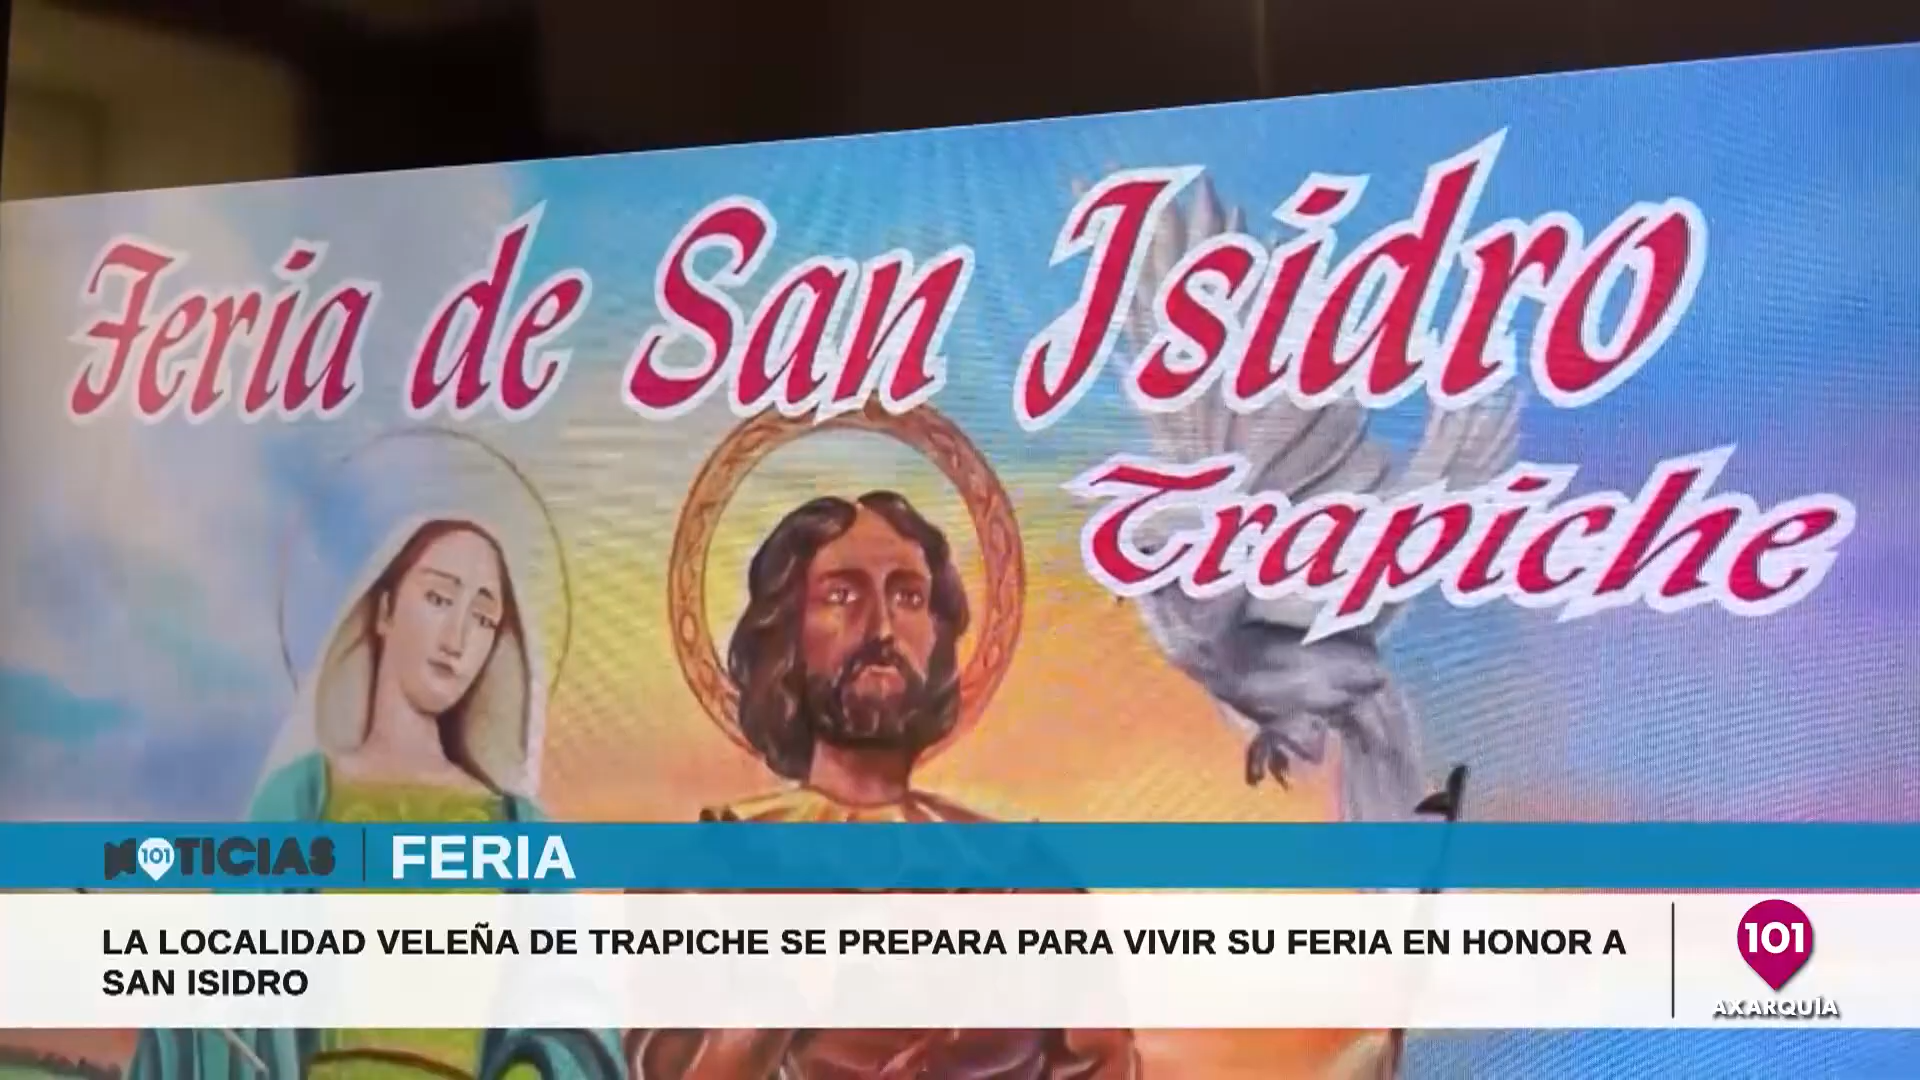 Feria de San Isidro
Trapiche
NOTICIAS
101
FERIA
LA LOCALIDAD VELEÑA DE TRAPICHE SE PREPARA PARA VIVIR SU FERIA EN HONOR A
SAN ISIDRO
101
AXARQUÍA